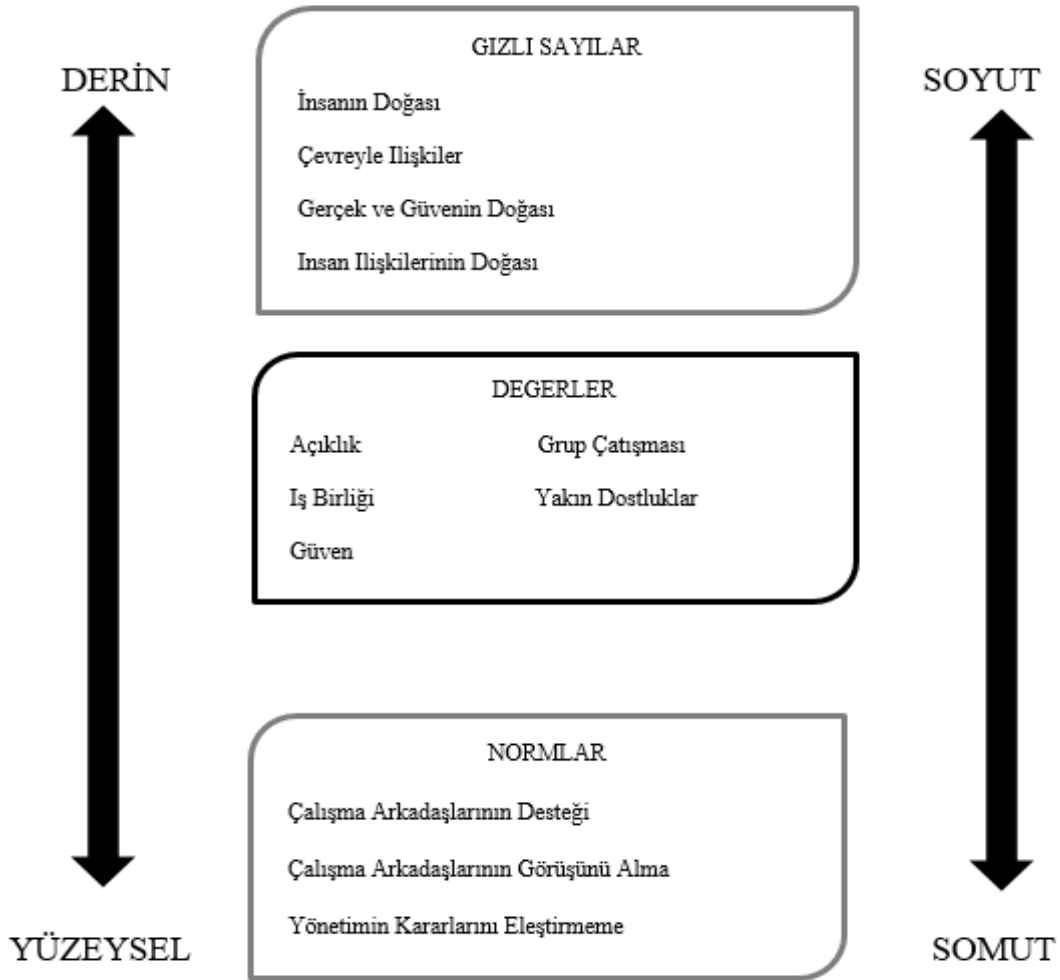 GIZLI SAYILAR
DERİN
SOYUT
İnsanın Doğası
Çevreyle Ilişkiler
Gerçek ve Güvenin Doğası
Insan Ilişkilerinin Doğası
DEGERLER
Açıklık Grup Çatışması
Iş Birliği Yakın Dostluklar
Güven
NORMLAR
Çalışma Arkadaşlarının Desteği
Çalışma Arkadaşlarının Görüşünü Alma
Yönetimin Kararlarını Eleştirmeme
YÜZEYSEL
SOMUT